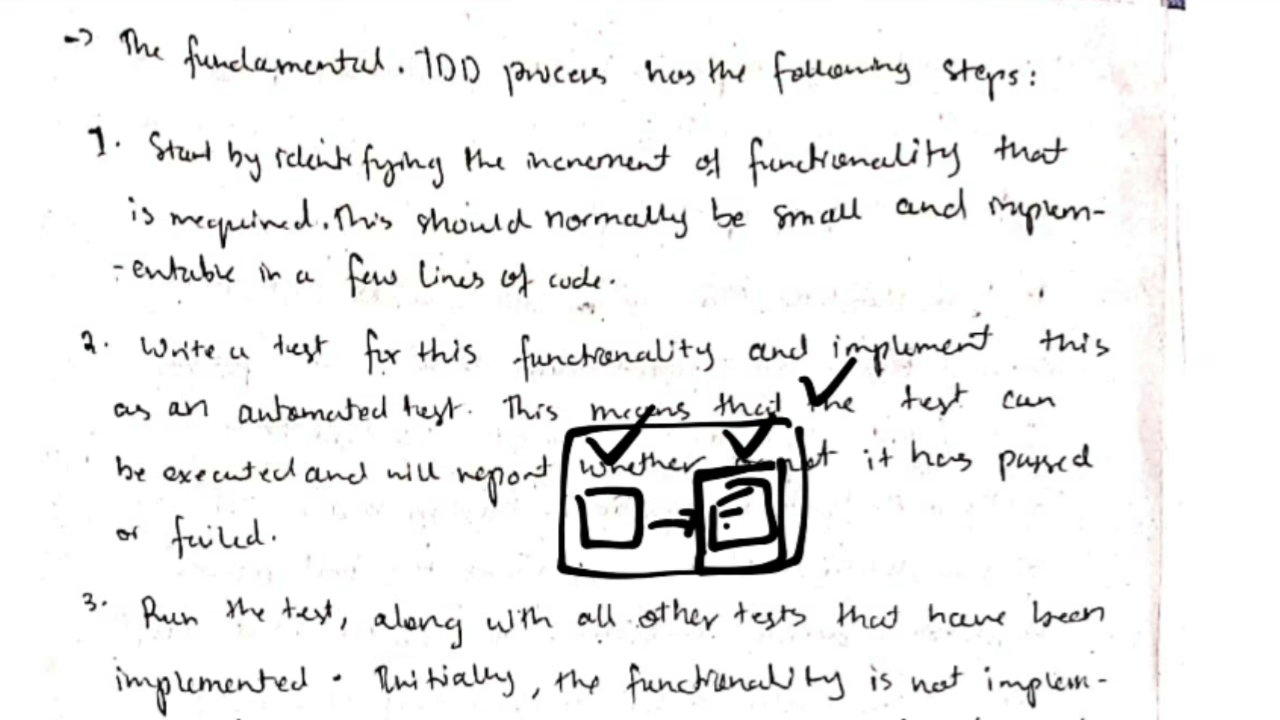 -> The fundamental. TDD process has the following steps:
1. Start by identifying the increment of functionality that
is required. This should normally be small and implem-
-entable in a few lines of code.
2. Write a test for this functionality and implement this
as an automated test. This means that the test can
be executed and will report whether or not it has passed
or failed.
3. Run the test, along with all other tests that have been
implemented. Initially, the functionality is not implem-